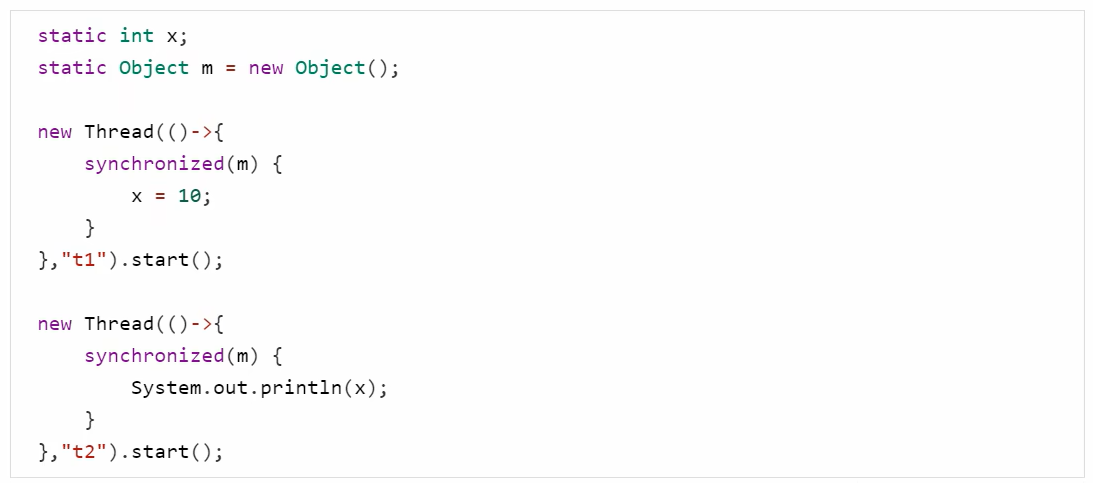 static int x;
static Object m = new Object();
new Thread(()->{
synchronized(m) {
x = 10;
}
},"t1").start();
new Thread(()->{
synchronized(m) {
System.out.println(x);
}
},"t2").start();